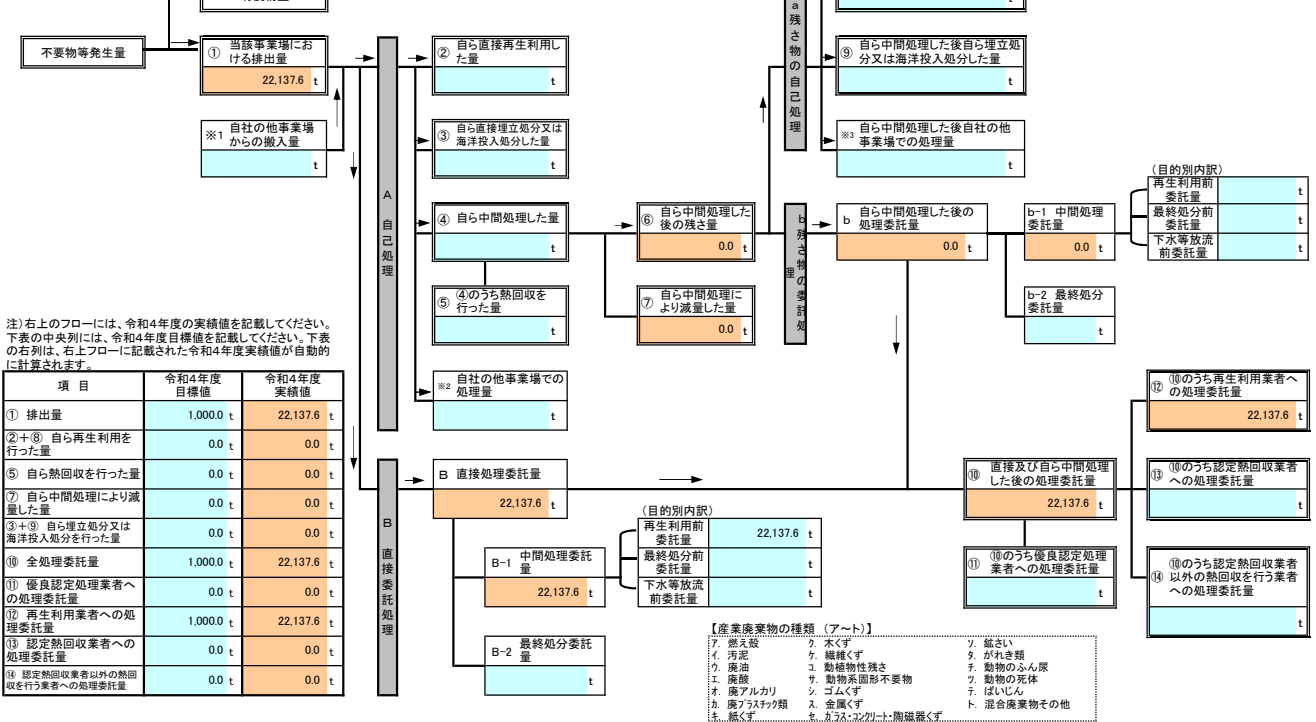 不要物等発生量
① 当該事業場にお
ける排出量
22,137.6 t
※1 自社の他事業場
からの搬入量
t
A 自己処理
② 自ら直接再生利用し
た量
t
③ 自ら直接埋立処分又は
海洋投入処分した量
t
④ 自ら中間処理した量
t
⑤ ④のうち熱回収を
行った量
t
※2 自社の他事業場での
処理量
t
⑥ 自ら中間処理した
後の残さ量
0.0 t
⑦ 自ら中間処理に
より減量した量
0.0 t
a 残さ物の自己処理
⑨ 自ら中間処理した後自ら埋立処
分又は海洋投入処分した量
t
※3 自ら中間処理した後自社の他
事業場での処理量
t
b 残さ物の委託処理
b 自ら中間処理した後の
処理委託量
0.0 t
b-1 中間処理
委託量
0.0 t
b-2 最終処分
委託量
t
(目的別内訳)
再生利用前
委託量
t
最終処分前
委託量
t
下水等放流
前委託量
t
注)右上のフローには、令和4年度の実績値を記載してください。
下表の中央列には、令和4年度目標値を記載してください。下表
の右列は、右上フローに記載された令和4年度実績値が自動的
に計算されます。
項 目 令和4年度
目標値 令和4年度
実績値
① 排出量 1,000.0 t 22,137.6 t
②+⑧ 自ら再生利用を
行った量 0.0 t 0.0 t
⑤ 自ら熱回収を行った量 0.0 t 0.0 t
⑦ 自ら中間処理により減
量した量 0.0 t 0.0 t
③+⑨ 自ら埋立処分又は
海洋投入処分を行った量 0.0 t 0.0 t
⑩ 全処理委託量 1,000.0 t 22,137.6 t
⑪ 優良認定処理業者へ
の処理委託量 0.0 t 0.0 t
⑫ 再生利用業者への処
理委託量 1,000.0 t 22,137.6 t
⑬ 認定熱回収業者への
処理委託量 0.0 t 0.0 t
⑭ 認定熱回収業者以外の熱回
収を行う業者への処理委託量 0.0 t 0.0 t
B 直接委託処理
B 直接処理委託量
22,137.6 t
B-1 中間処理委託
量
22,137.6 t
B-2 最終処分委託
量
t
(目的別内訳)
再生利用前
委託量
22,137.6 t
最終処分前
委託量
t
下水等放流
前委託量
t
⑩ 直接及び自ら中間処理
した後の処理委託量
22,137.6 t
⑪ ⑩のうち優良認定処理
業者への処理委託量
t
⑫ ⑩のうち再生利用業者へ
の処理委託量
22,137.6 t
⑬ ⑩のうち認定熱回収業者
への処理委託量
t
⑭ ⑩のうち認定熱回収業者
以外の熱回収を行う業者
への処理委託量
t
【産業廃棄物の種類 (ア~ト)】
ア. 燃え殻 ク. 木くず ソ. 鉱さい
イ. 汚泥 ケ. 繊維くず タ. がれき類
ウ. 廃油 コ. 動植物性残さ チ. 動物のふん尿
エ. 廃酸 サ. 動物系固形不要物 ツ. 動物の死体
オ. 廃アルカリ シ. ゴムくず テ. ばいじん
カ. 廃プラスチック類 ス. 金属くず ト. 混合廃棄物その他
キ. 紙くず セ. ガラス・コンクリート・陶磁器くず